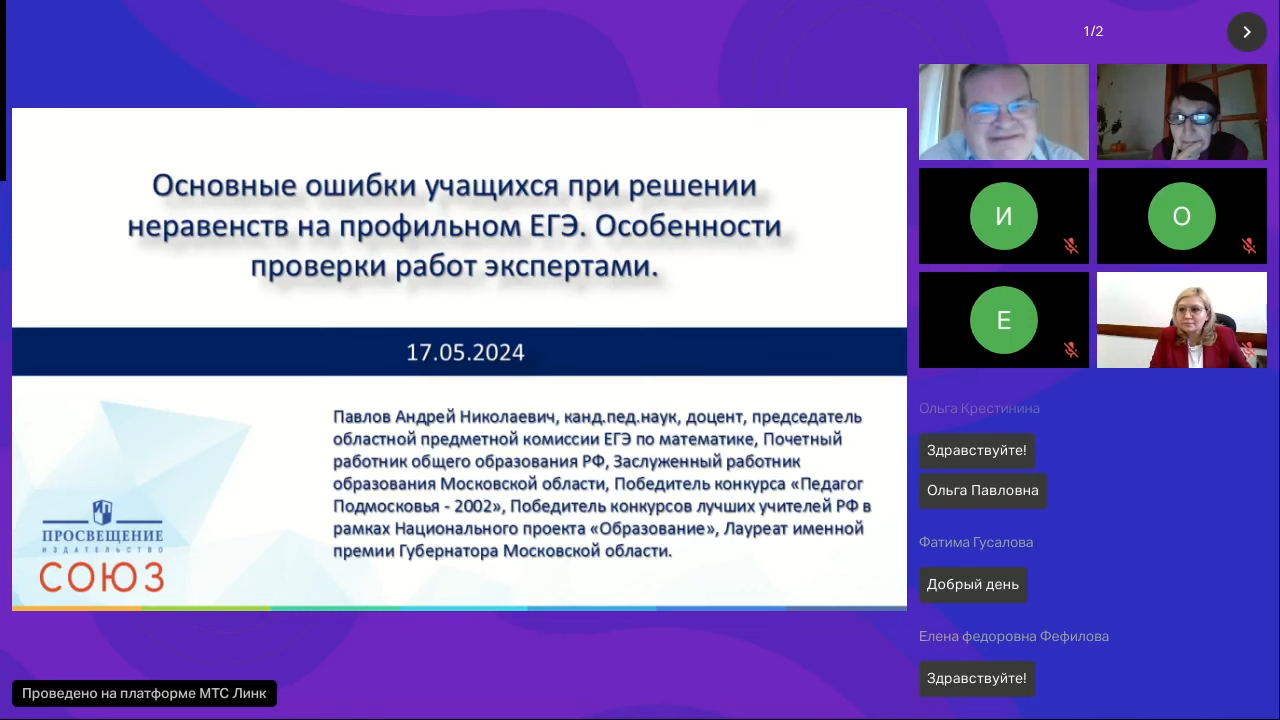 1/2
Основные ошибки учащихся при решении
неравенств на профильном ЕГЭ. Особенности
проверки работ экспертами.
17.05.2024
Павлов Андрей Николаевич, канд.пед.наук, доцент, председатель
областной предметной комиссии ЕГЭ по математике, Почетный
работник общего образования РФ, Заслуженный работник
образования Московской области, Победитель конкурса «Педагог
Подмосковья - 2002», Победитель конкурсов лучших учителей РФ в
рамках Национального проекта «Образование», Лауреат именной
премии Губернатора Московской области.
ПРОСВЕЩЕНИЕ
ИЗДАТЕЛЬСТВО
СОЮЗ
И
О
Е
Ольга Крестинина
Здравствуйте!
Ольга Павловна
Фатима Гусалова
Добрый день
Елена федоровна Фефилова
Здравствуйте!
Проведено на платформе МТС Линк